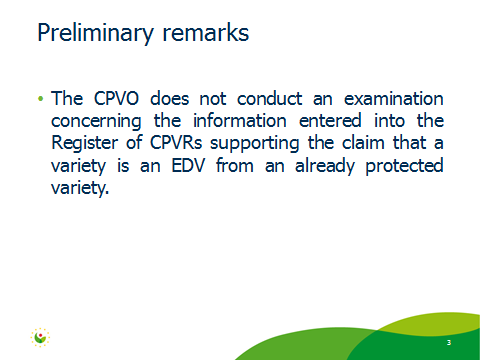 Preliminary remarks
• The CPVO does not conduct an examination
concerning the information entered into the
Register of CPVRs supporting the claim that a
variety is an EDV from an already protected
variety.
3